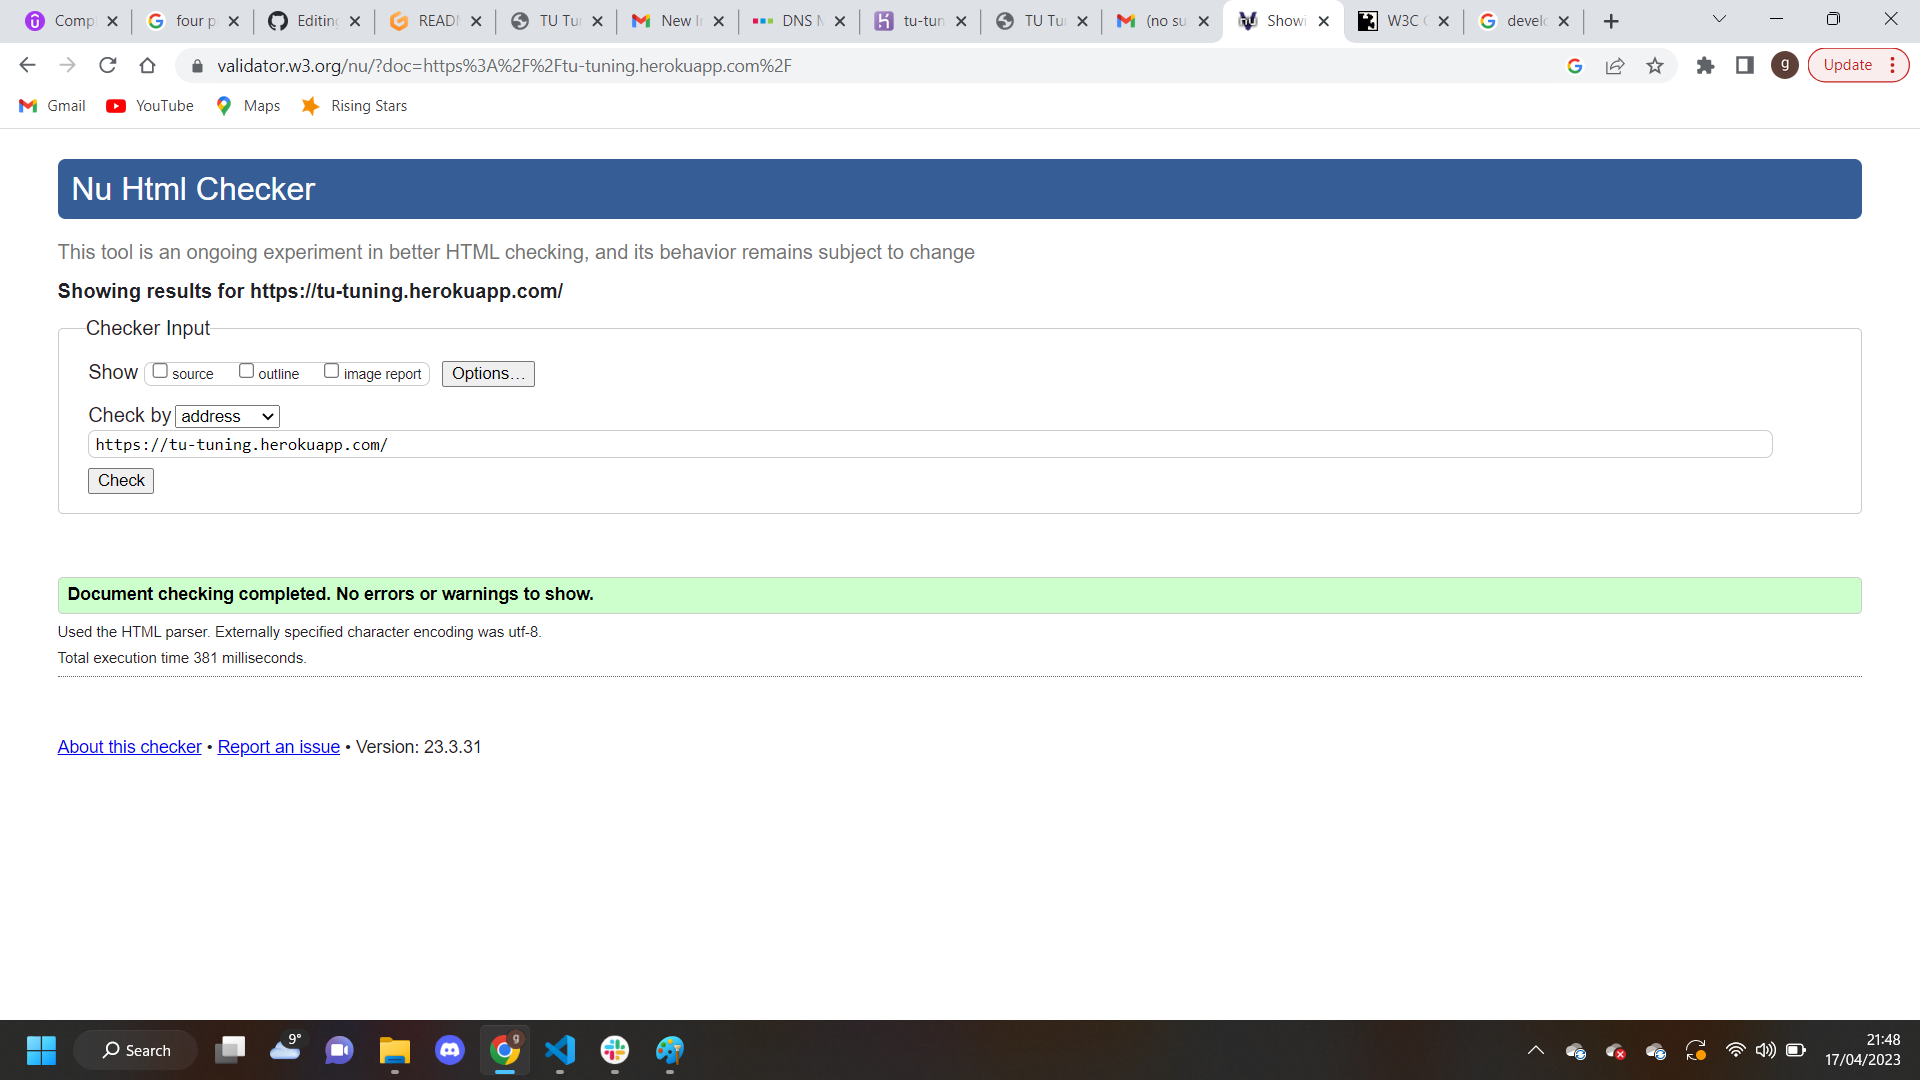 Comp
four p
Editing
READ
TU Tu
New I
DNS M
tu-tun
TU Tu
(no su
Showi
W3C
develo
validator.w3.org/nu/?doc=https%3A%2F%2Ftu-tuning.herokuapp.com%2F
g
Update
Gmail
YouTube
Maps
Rising Stars
Nu Html Checker
This tool is an ongoing experiment in better HTML checking, and its behavior remains subject to change
Showing results for https://tu-tuning.herokuapp.com/
Checker Input
Show source outline image report Options...
Check by address
https://tu-tuning.herokuapp.com/
Check
Document checking completed. No errors or warnings to show.
Used the HTML parser. Externally specified character encoding was utf-8.
Total execution time 381 milliseconds.
About this checker • Report an issue • Version: 23.3.31
Search
9°
g
21:48
17/04/2023